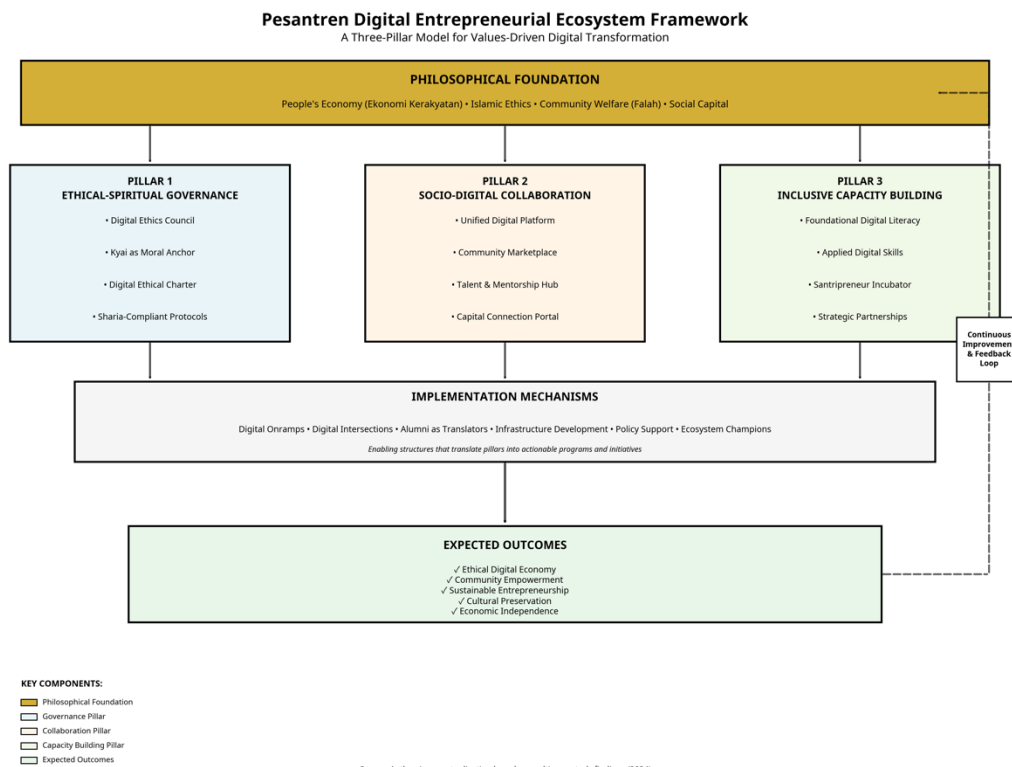 Pesantren Digital Entrepreneurial Ecosystem Framework
A Three-Pillar Model for Values-Driven Digital Transformation
PHILOSOPHICAL FOUNDATION
People's Economy (Ekonomi Kerakyatan) • Islamic Ethics • Community Welfare (Falah) • Social Capital
PILLAR 1
ETHICAL-SPIRITUAL GOVERNANCE
• Digital Ethics Council
• Kyai as Moral Anchor
• Digital Ethical Charter
• Sharia-Compliant Protocols
PILLAR 2
SOCIO-DIGITAL COLLABORATION
• Unified Digital Platform
• Community Marketplace
• Talent & Mentorship Hub
• Capital Connection Portal
PILLAR 3
INCLUSIVE CAPACITY BUILDING
• Foundational Digital Literacy
• Applied Digital Skills
• Santripreneur Incubator
• Strategic Partnerships
Continuous
Improvemen
& Feedback
Loop
IMPLEMENTATION MECHANISMS
Digital Onramps • Digital Intersections • Alumni as Translators • Infrastructure Development • Policy Support • Ecosystem Champions
Enabling structures that translate pillars into actionable programs and initiatives
EXPECTED OUTCOMES
✓ Ethical Digital Economy
✓ Community Empowerment
✓ Sustainable Entrepreneurship
✓ Cultural Preservation
✓ Economic Independence
KEY COMPONENTS:
Philosophical Foundation
Governance Pillar
Collaboration Pillar
Capacity Building Pillar
Expected Outcomes